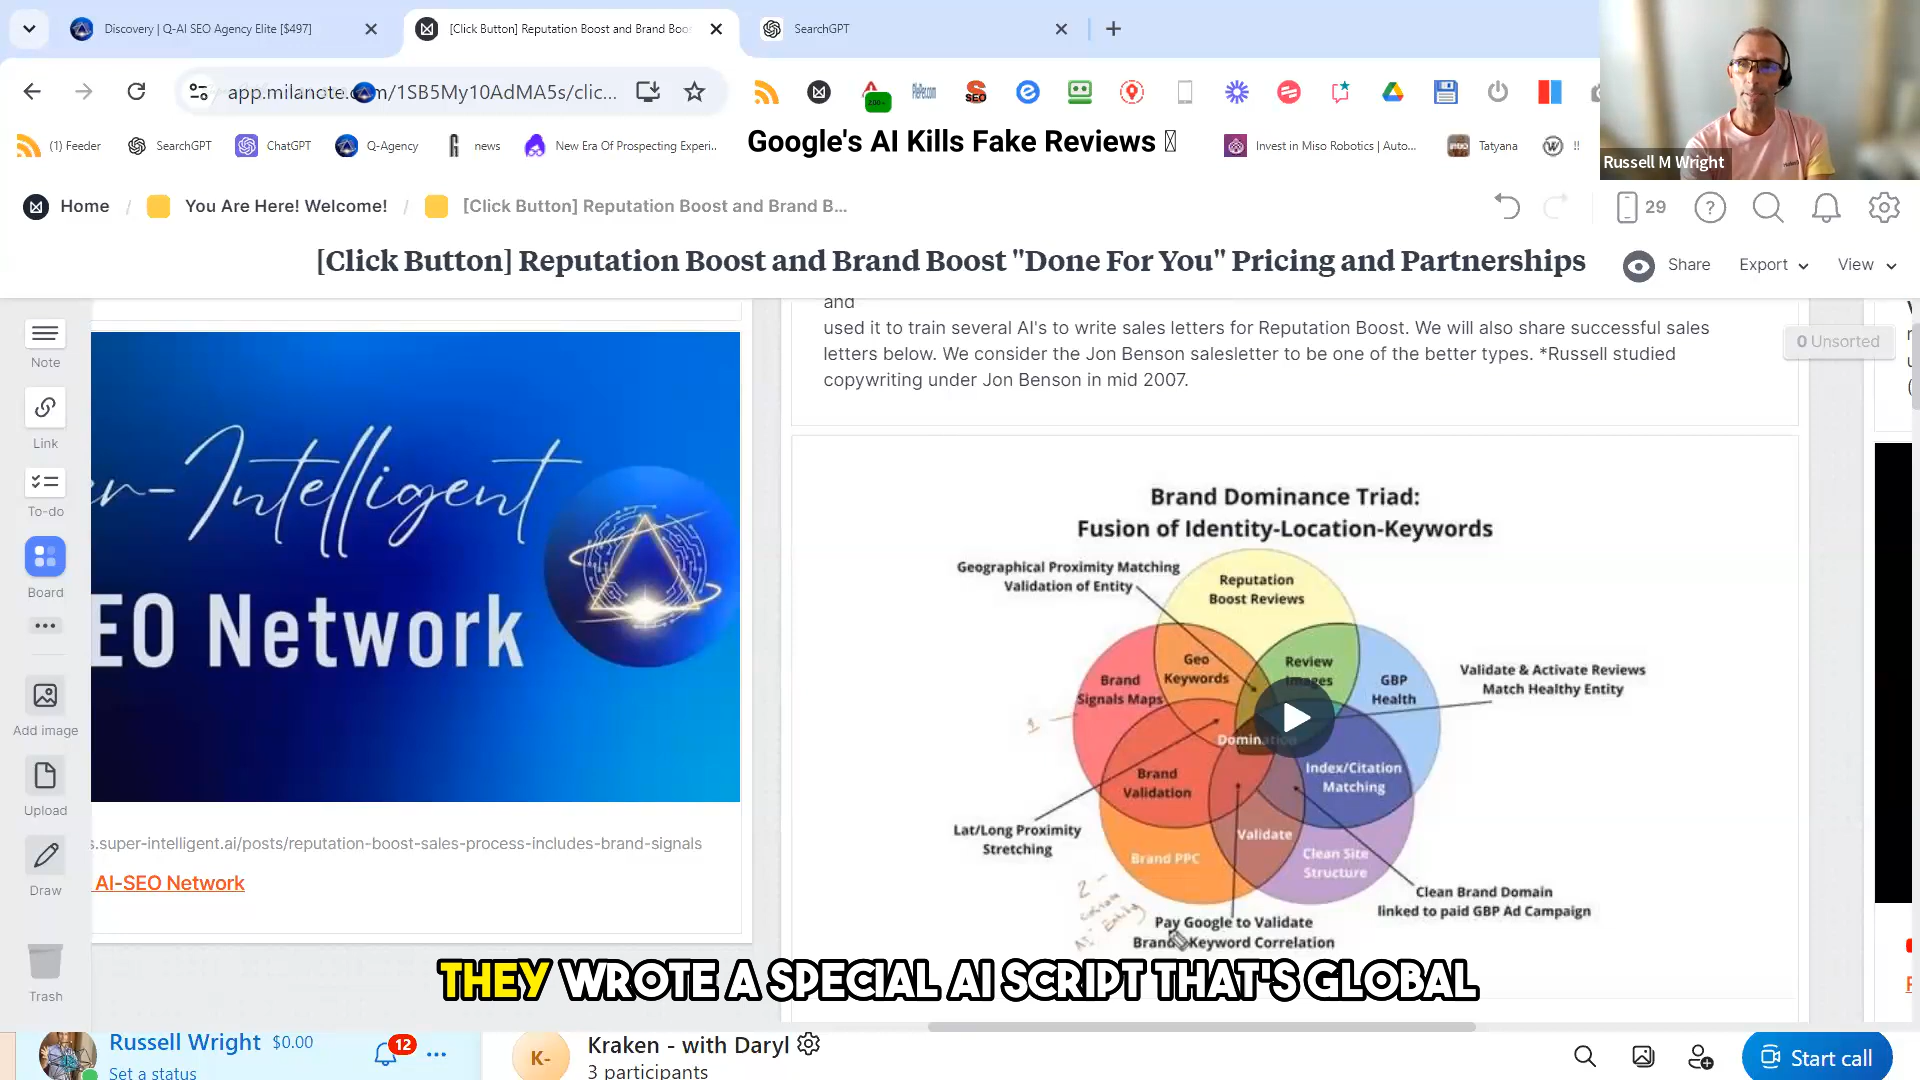 Discovery | Q-AI SEO Agency Elite [$497]
[Click Button] Reputation Boost and Brand Boo
SearchGPT
app.milanote.com/1SB5My10AdMA5s/clic...
(1) Feeder
SearchGPT
ChatGPT
Q-Agency
news
New Era Of Prospecting Experi..
Google's AI Kills Fake Reviews
Invest in Miso Robotics | Auto...
Tatyana
!!
Russell M Wright
Home / You Are Here! Welcome! / [Click Button] Reputation Boost and Brand B...
29
[Click Button] Reputation Boost and Brand Boost "Done For You" Pricing and Partnerships
Share
Export
View
Note
Link
To-do
Board
Add image
Upload
Draw
Trash
er-Intelligent
EO Network
s.super-intelligent.ai/posts/reputation-boost-sales-process-includes-brand-signals
AI-SEO Network
and
used it to train several AI's to write sales letters for Reputation Boost. We will also share successful sales
letters below. We consider the Jon Benson salesletter to be one of the better types. *Russell studied
copywriting under Jon Benson in mid 2007.
0 Unsorted
Brand Dominance Triad:
Fusion of Identity-Location-Keywords
Geographical Proximity Matching
Validation of Entity
Reputation
Boost Reviews
Geo
Keywords
Review
Images
Brand
Signals Maps
GBP
Health
Validate & Activate Reviews
Match Healthy Entity
1
Domination
Brand
Validation
Index/Citation
Matching
Lat/Long Proximity
Stretching
Validate
Brand PPC
Clean Site
Structure
2
AI Entity
Clean Brand Domain
linked to paid GBP Ad Campaign
Pay Google to Validate
Brand Keyword Correlation
THEY WROTE A SPECIAL AI SCRIPT THAT'S GLOBAL
Russell Wright $0.00
Set a status
12
K-
Kraken - with Daryl
3 participants
Start call